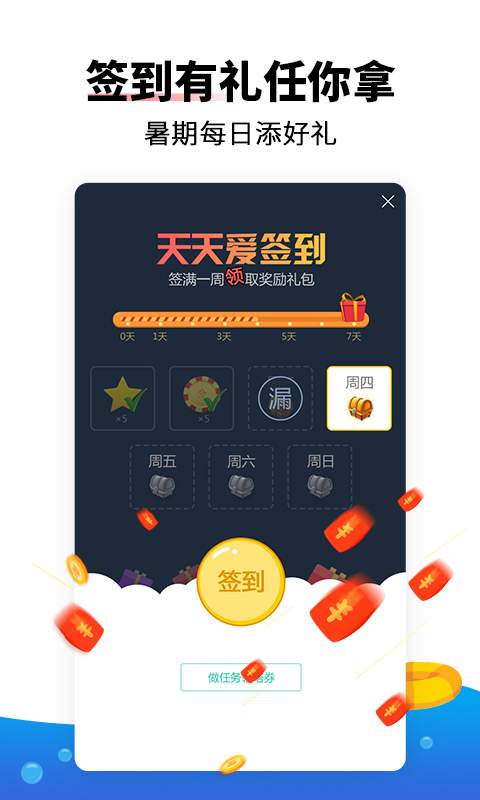 签到有礼任你拿
暑期每日添好礼
天天爱签到
签满一周领取奖励礼包
0天 1天 3天 5天 7天
×5 ×5 漏 周四
周五 周六 周日
签到
做任务 券